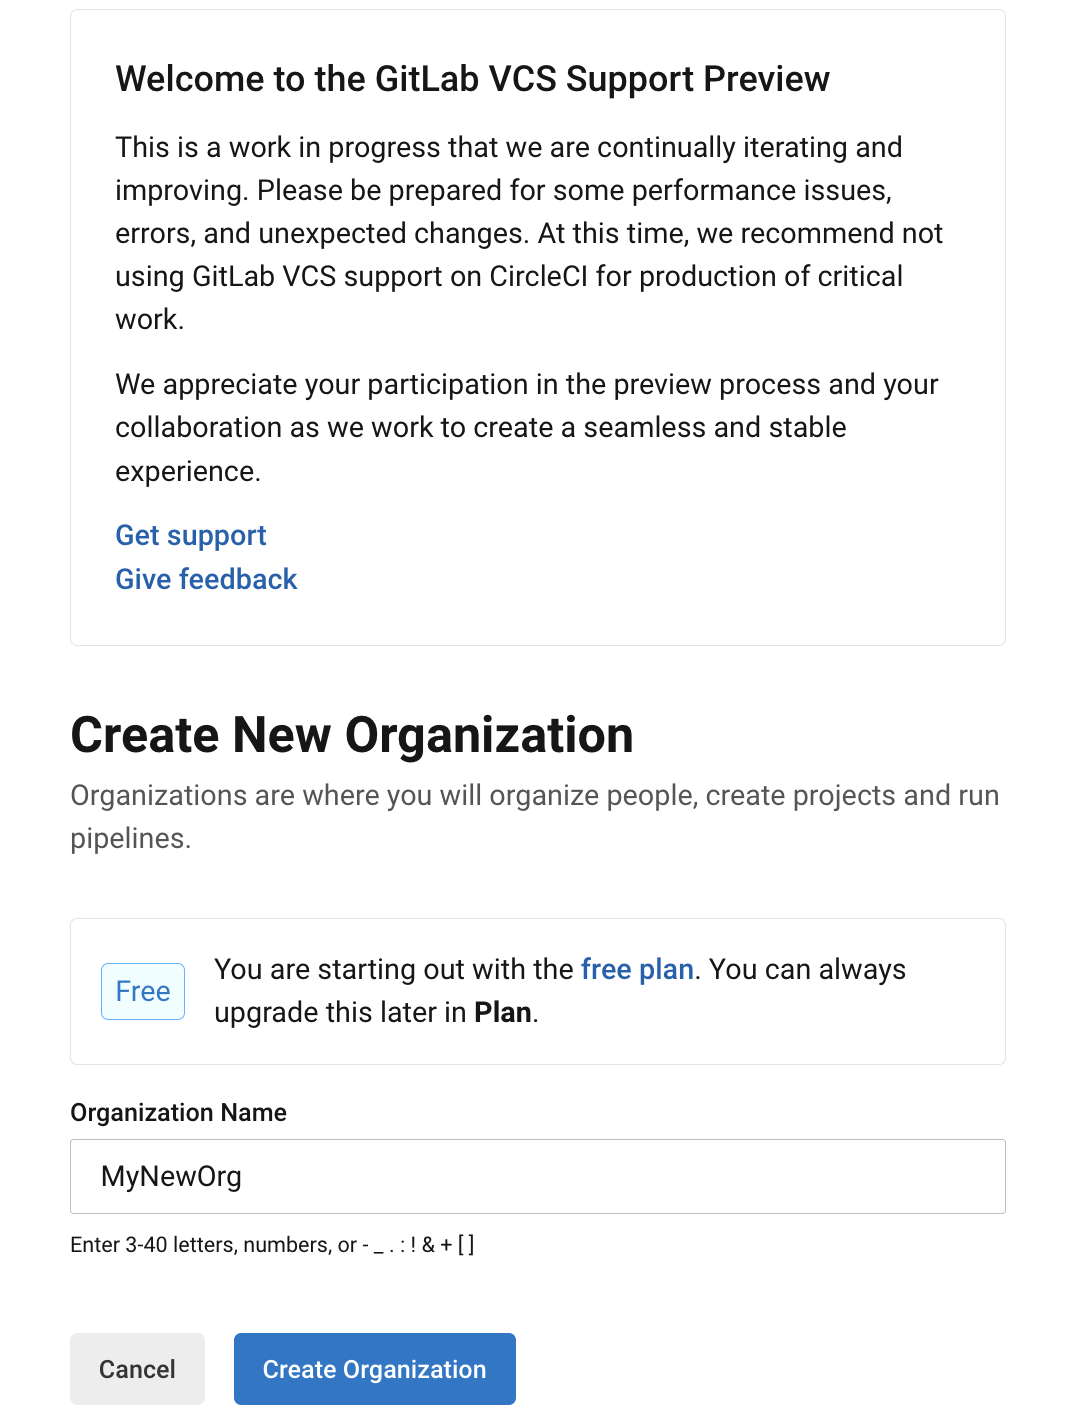 Welcome to the GitLab VCS Support Preview
This is a work in progress that we are continually iterating and
improving. Please be prepared for some performance issues,
errors, and unexpected changes. At this time, we recommend not
using GitLab VCS support on CircleCI for production of critical
work.
We appreciate your participation in the preview process and your
collaboration as we work to create a seamless and stable
experience.
Get support
Give feedback
Create New Organization
Organizations are where you will organize people, create projects and run
pipelines.
Free
You are starting out with the free plan. You can always
upgrade this later in Plan.
Organization Name
MyNewOrg
Enter 3-40 letters, numbers, or - _ . : ! & + [ ]
Cancel
Create Organization